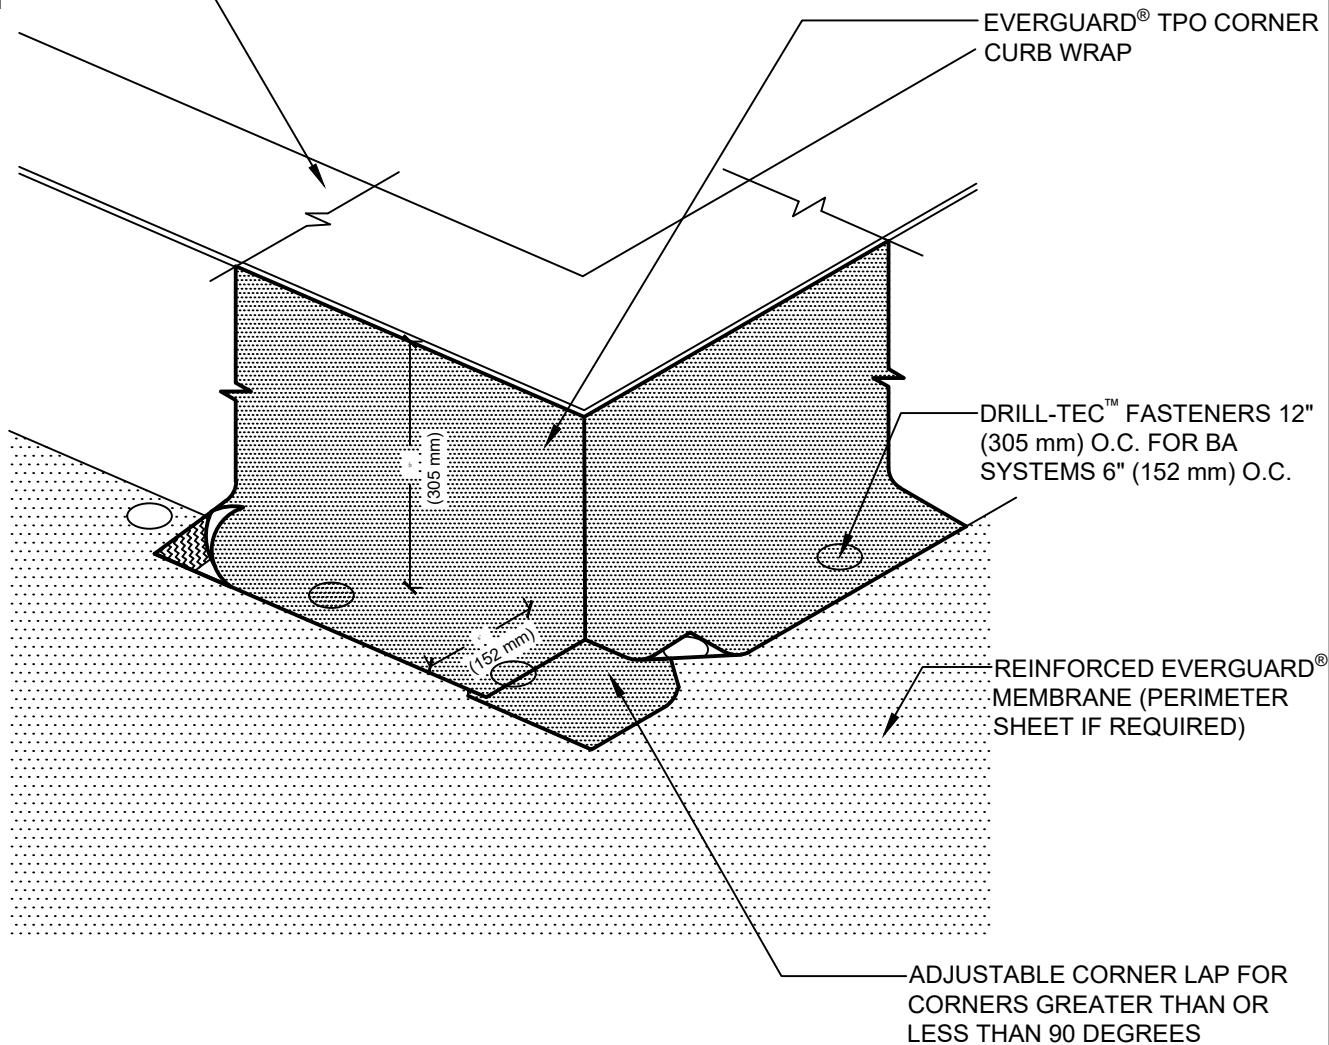 EVERGUARD® TPO CORNER
CURB WRAP
(305 mm)
DRILL-TEC™ FASTENERS 12"
(305 mm) O.C. FOR BA
SYSTEMS 6" (152 mm) O.C.
(152 mm)
REINFORCED EVERGUARD®
MEMBRANE (PERIMETER
SHEET IF REQUIRED)
ADJUSTABLE CORNER LAP FOR
CORNERS GREATER THAN OR
LESS THAN 90 DEGREES